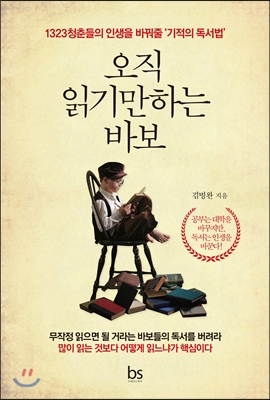 1323청춘들의 인생을 바꿔줄 '기적의 독서법'
오직
읽기만하는
바보
김병완 지음
공부는 대학을
바꾸지만,
독서는 인생을
바꾼다!
무작정 읽으면 될 거라는 바보들의 독서를 버려라
많이 읽는 것보다 어떻게 읽느냐가 핵심이다
bs
yes24